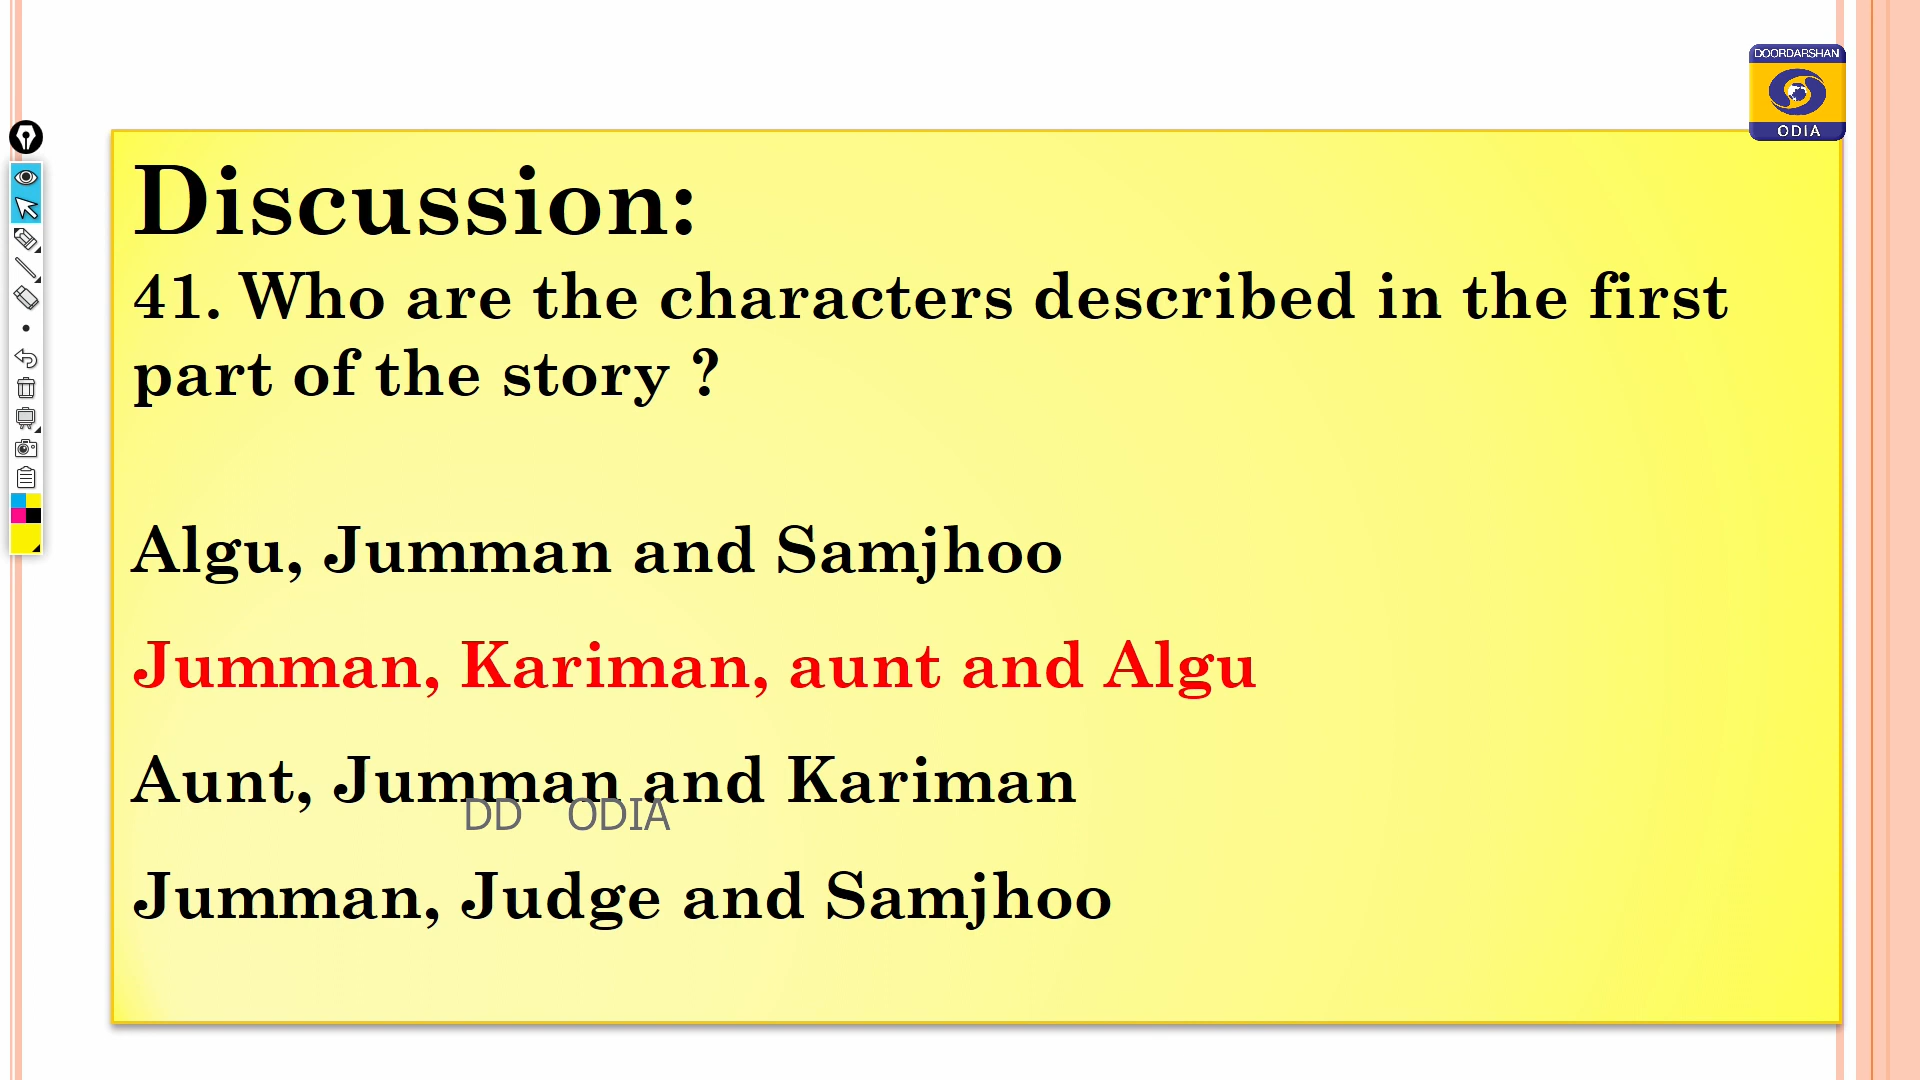 DOORDARSHAN
ODIA
Discussion:
41. Who are the characters described in the first
part of the story ?
Algu, Jumman and Samjhoo
Jumman, Kariman, aunt and Algu
Aunt, Jumman and Kariman
DD ODIA
Jumman, Judge and Samjhoo